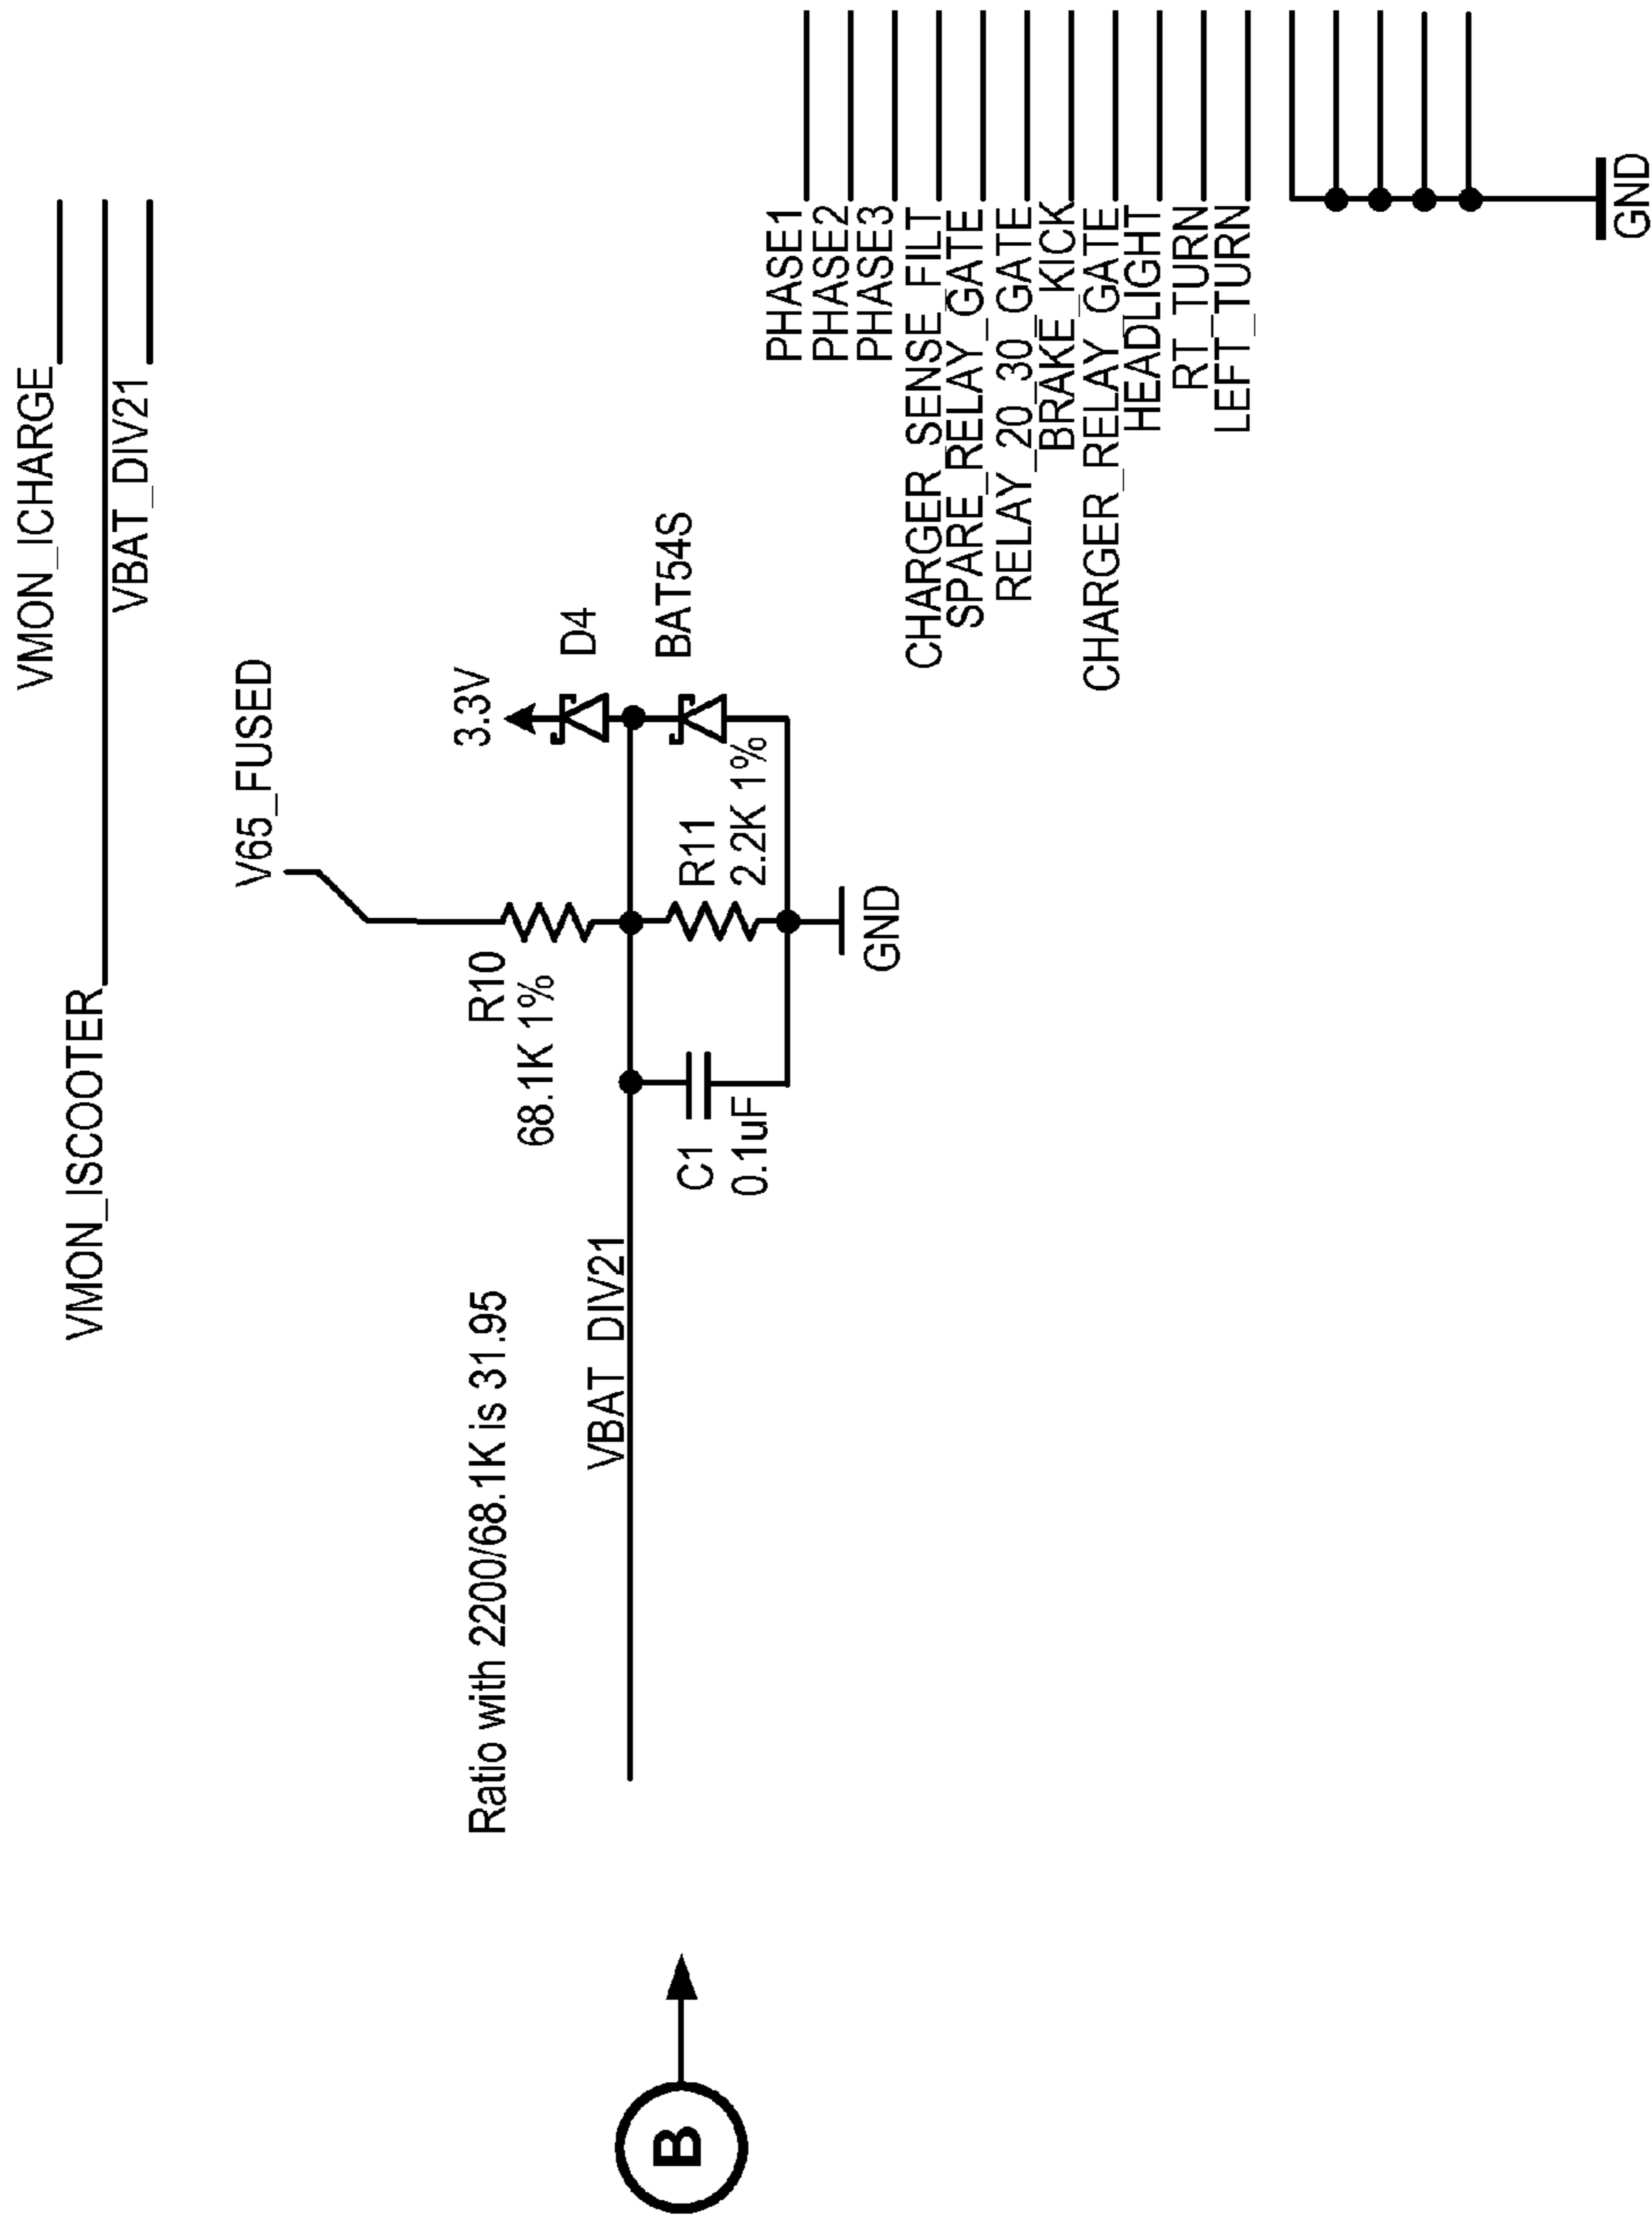 VMON_ICHARGE
VMON_ISCOOTER
VBAT_DIV21
V65_FUSED
3.3V
Ratio with 2200/68.1K is 31.95
R10
68.1K 1%
D4
VBAT_DIV21
BAT54S
C1
0.1uF
R11
2.2K 1%
GND
B
PHASE1
PHASE2
PHASE3
CHARGER_SENSE_FILT
SPARE_RELAY_GATE
RELAY_20_30_GATE
BRAKE_KICK
CHARGER_RELAY_GATE
HEADLIGHT
RT_TURN
LEFT_TURN
GND